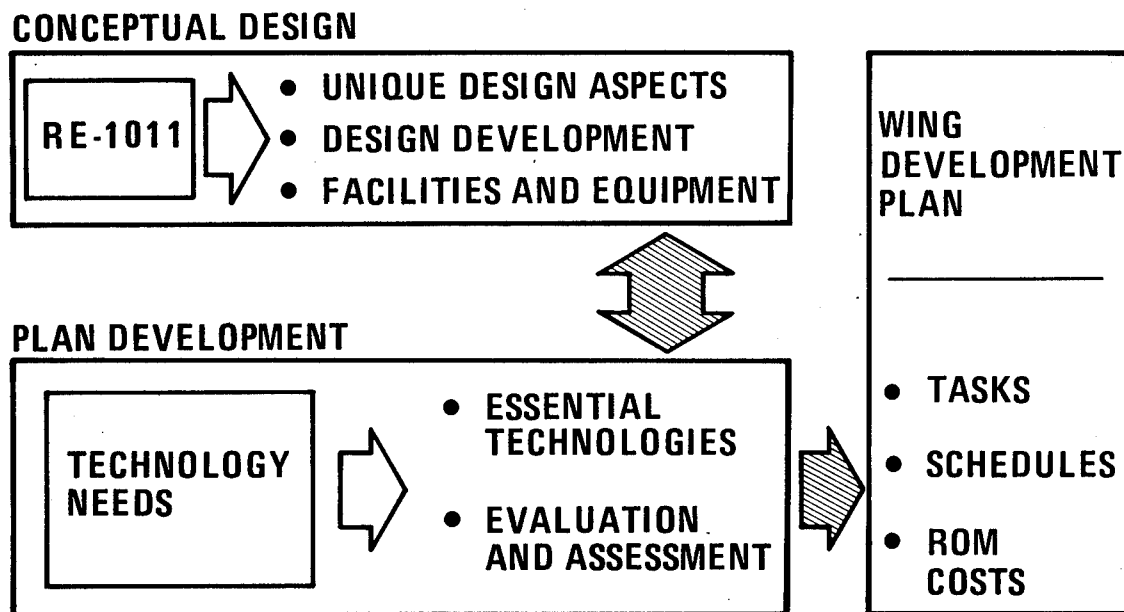 CONCEPTUAL DESIGN
RE-1011
• UNIQUE DESIGN ASPECTS
• DESIGN DEVELOPMENT
• FACILITIES AND EQUIPMENT
PLAN DEVELOPMENT
TECHNOLOGY
NEEDS
• ESSENTIAL
TECHNOLOGIES
• EVALUATION
AND ASSESSMENT
WING
DEVELOPMENT
PLAN
• TASKS
• SCHEDULES
• ROM
COSTS